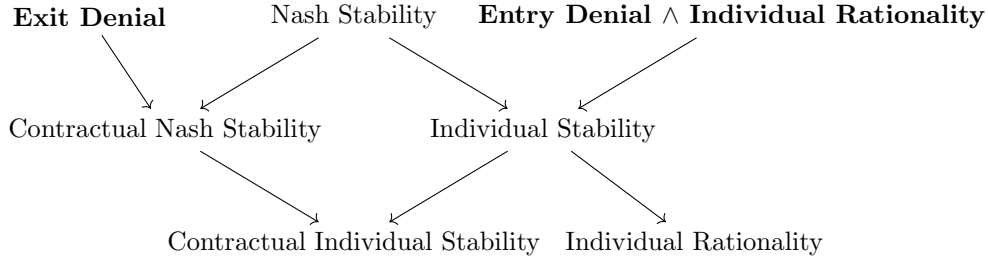 Exit Denial Nash Stability Entry Denial ∧ Individual Rationality
Contractual Nash Stability Individual Stability
Contractual Individual Stability Individual Rationality